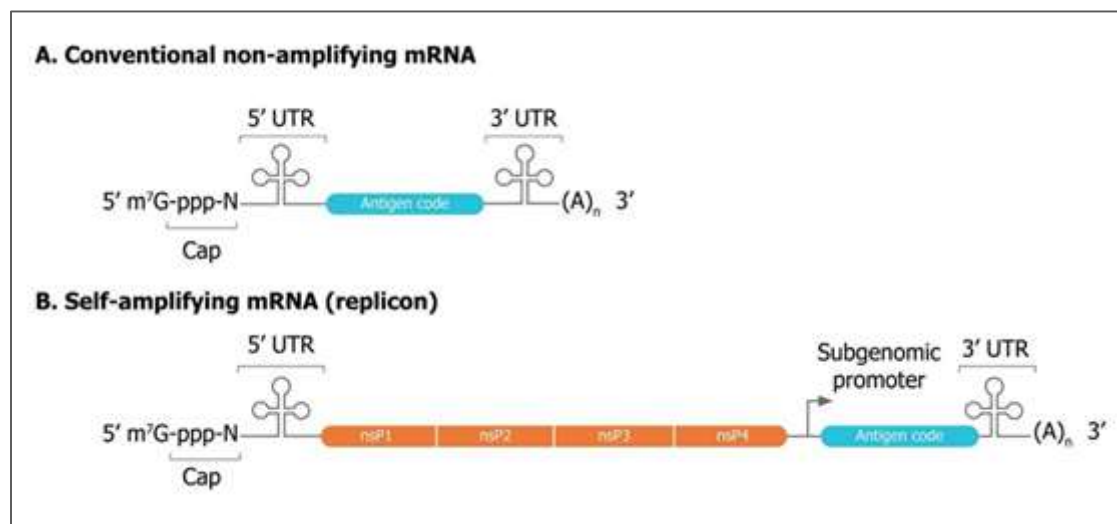 A. Conventional non-amplifying mRNA
5′ UTR
3′ UTR
5′ m⁷G-ppp-N
Antigen code
(A)ₙ 3′
Cap
B. Self-amplifying mRNA (replicon)
5′ UTR
Subgenomic
promoter
3′ UTR
5′ m⁷G-ppp-N
nsP1
nsP2
nsP3
nsP4
Antigen code
(A)ₙ 3′
Cap